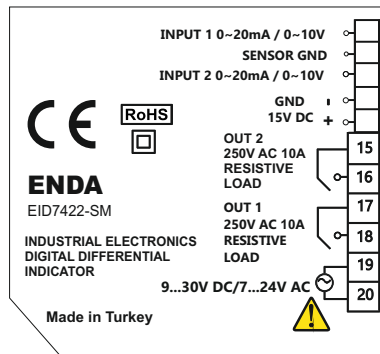 INPUT 1 0~20mA / 0~10V
SENSOR GND
INPUT 2 0~20mA / 0~10V
GND -
15V DC +
CE
RoHS
OUT 2
250V AC 10A
RESISTIVE
LOAD
15
16
ENDA
EID7422-SM
OUT 1
250V AC 10A
RESISTIVE
LOAD
17
18
INDUSTRIAL ELECTRONICS
DIGITAL DIFFERENTIAL
INDICATOR
9...30V DC/7...24V AC
19
20
Made in Turkey